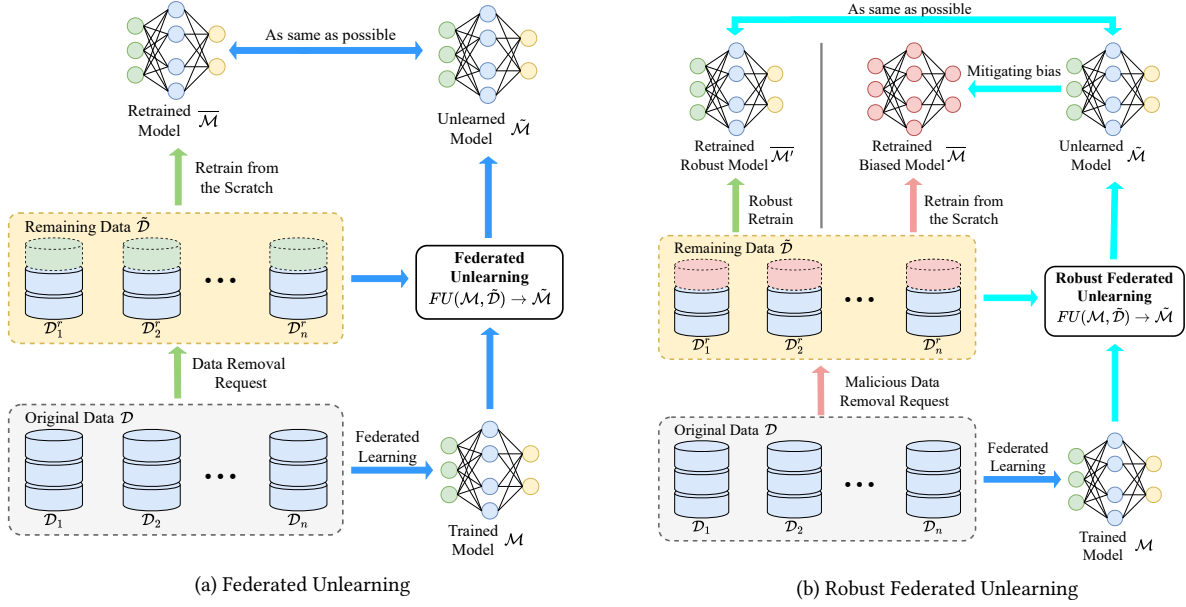 As same as possible
Retrained
Model $\overline{\mathcal{M}}$
Unlearned
Model $\tilde{\mathcal{M}}$
Retrain from
the Scratch
Remaining Data $\tilde{\mathcal{D}}$
$\mathcal{D}_1^r$ $\mathcal{D}_2^r$ ••• $\mathcal{D}_n^r$
Federated
Unlearning
$FU(\mathcal{M}, \tilde{\mathcal{D}}) \to \tilde{\mathcal{M}}$
Data Removal
Request
Original Data $\mathcal{D}$
$\mathcal{D}_1$ $\mathcal{D}_2$ ••• $\mathcal{D}_n$
Federated
Learning
Trained
Model $\mathcal{M}$
(a) Federated Unlearning
As same as possible
Mitigating bias
Retrained
Robust Model $\overline{\mathcal{M}'}$
Retrained
Biased Model $\overline{\mathcal{M}}$
Unlearned
Model $\tilde{\mathcal{M}}$
Robust
Retrain
Retrain from
the Scratch
Remaining Data $\tilde{\mathcal{D}}$
$\mathcal{D}_1^r$ $\mathcal{D}_2^r$ ••• $\mathcal{D}_n^r$
Robust Federated
Unlearning
$FU(\mathcal{M}, \tilde{\mathcal{D}}) \to \tilde{\mathcal{M}}$
Malicious Data
Removal Request
Original Data $\mathcal{D}$
$\mathcal{D}_1$ $\mathcal{D}_2$ ••• $\mathcal{D}_n$
Federated
Learning
Trained
Model $\mathcal{M}$
(b) Robust Federated Unlearning